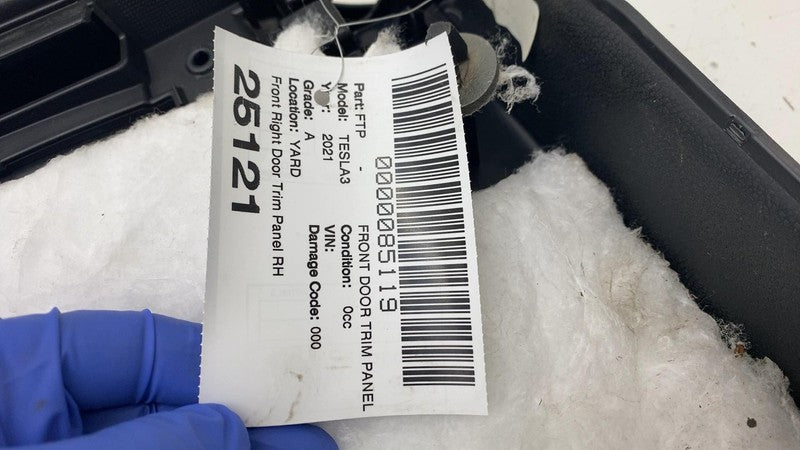 0000085119
Part: FTP - FRONT DOOR TRIM PANEL
Model: TESLA3 Condition: 0cc
2021 VIN:
Grade: A Damage Code: 000
Location: YARD
Front Right Door Trim Panel RH
25121